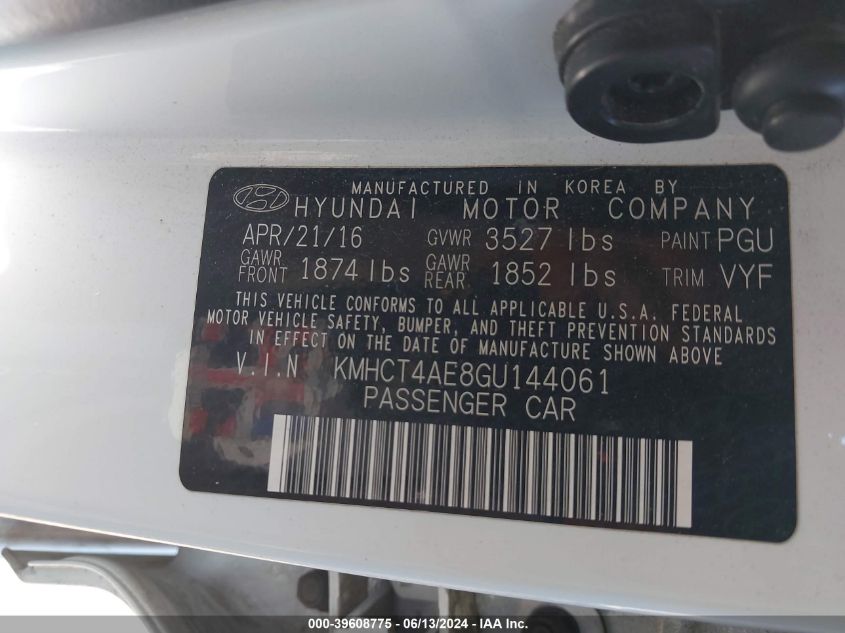 MANUFACTURED IN KOREA BY
HYUNDAI MOTOR COMPANY
APR/21/16 GVWR 3527 lbs PAINT PGU
GAWR FRONT 1874 lbs GAWR REAR 1852 lbs TRIM VYF
THIS VEHICLE CONFORMS TO ALL APPLICABLE U.S.A. FEDERAL
MOTOR VEHICLE SAFETY, BUMPER, AND THEFT PREVENTION STANDARDS
IN EFFECT ON THE DATE OF MANUFACTURE SHOWN ABOVE
V.I.N KMHCT4AE8GU144061
PASSENGER CAR
000-39608775 - 06/13/2024 - IAA Inc.